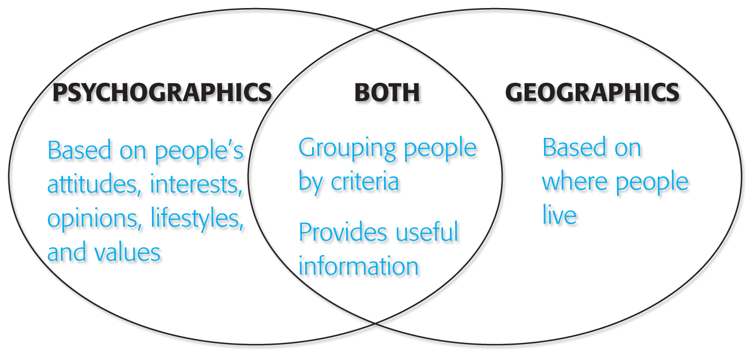 PSYCHOGRAPHICS
Based on people’s
attitudes, interests,
opinions, lifestyles,
and values
BOTH
Grouping people
by criteria
Provides useful
information
GEOGRAPHICS
Based on
where people
live